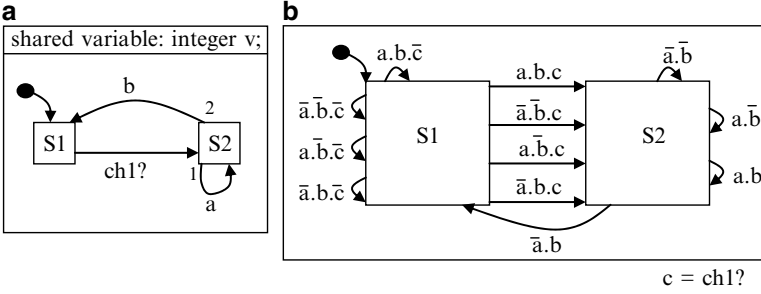 a
shared variable: integer v;
b
2
S1
S2
ch1?
1
a
b
a.b.c̄
a.b.c
ā.b̄
ā.b̄.c̄
ā.b̄.c
a.b̄
a.b̄.c̄
S1
S2
a.b̄.c
ā.b.c̄
ā.b.c
a.b
ā.b
c = ch1?